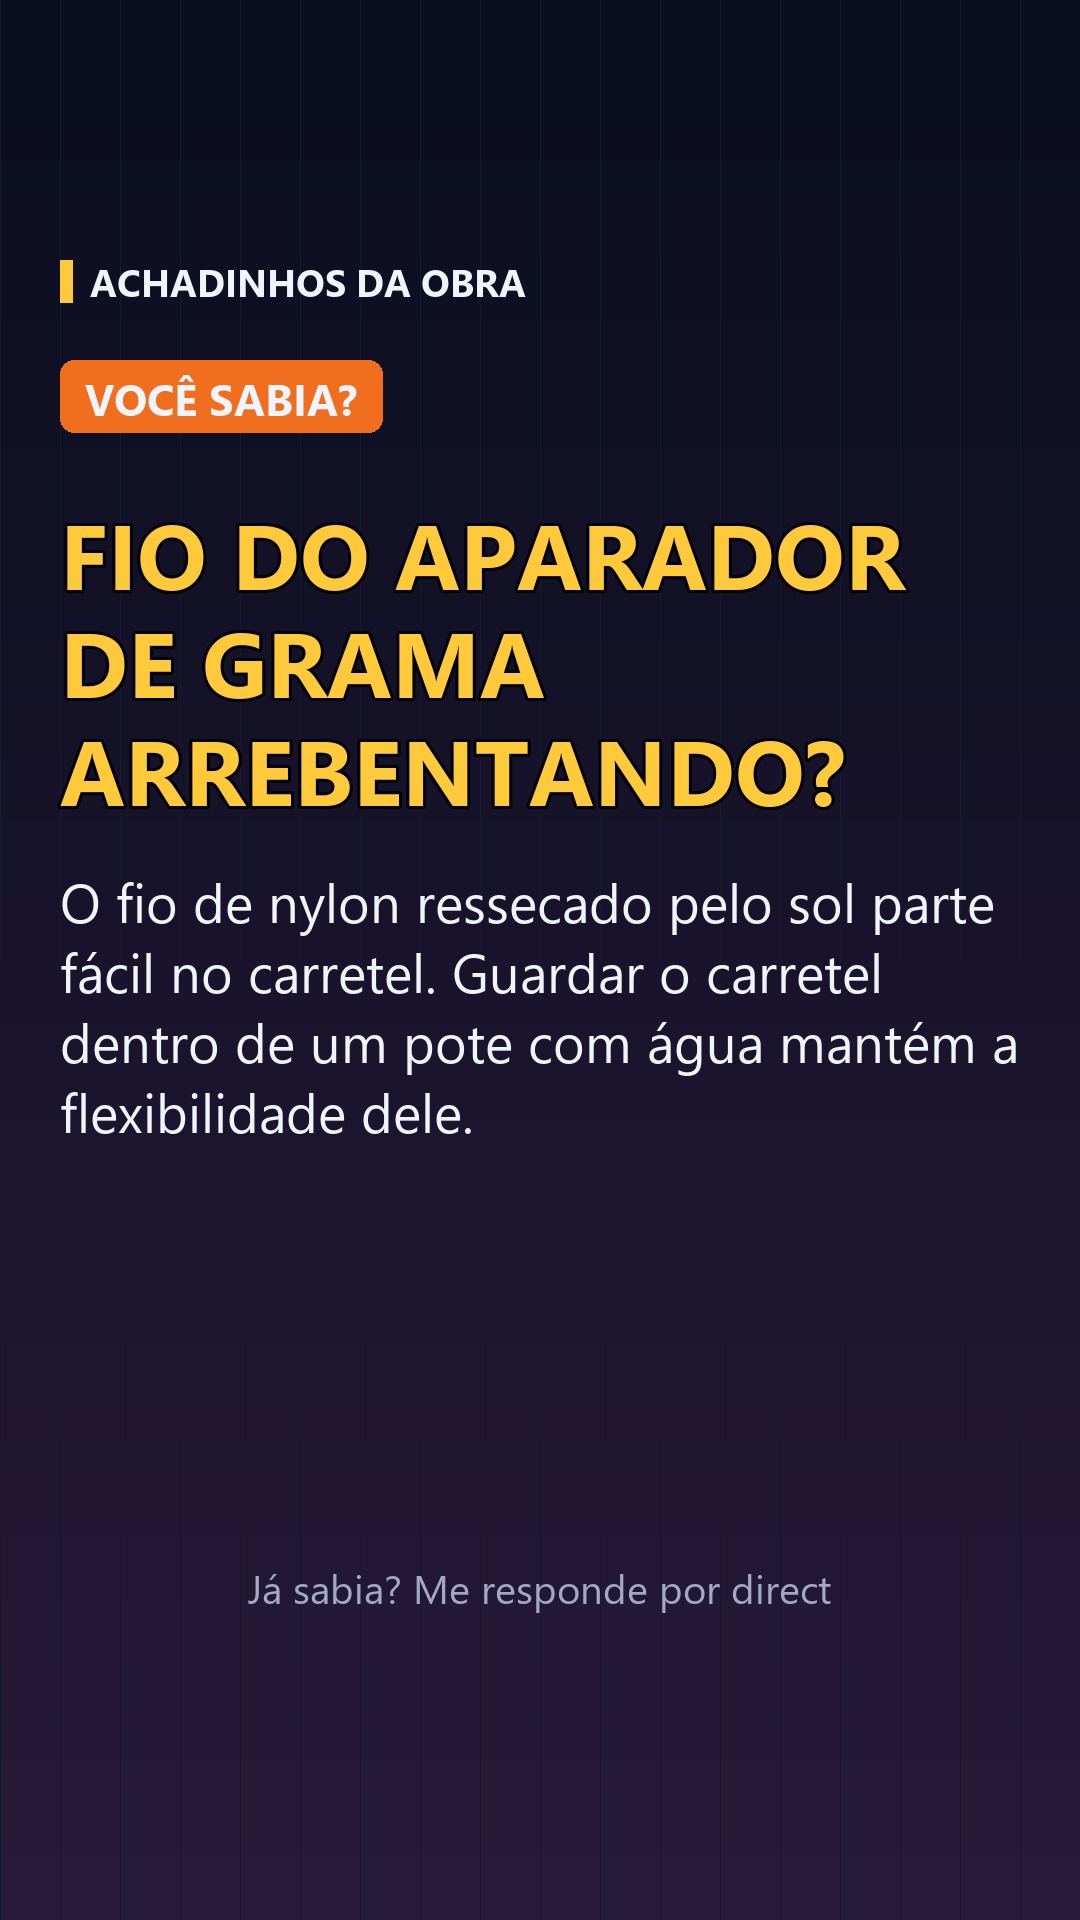 ACHADINHOS DA OBRA
VOCÊ SABIA?
FIO DO APARADOR
DE GRAMA
ARREBENTANDO?
O fio de nylon ressecado pelo sol parte
fácil no carretel. Guardar o carretel
dentro de um pote com água mantém a
flexibilidade dele.
Já sabia? Me responde por direct